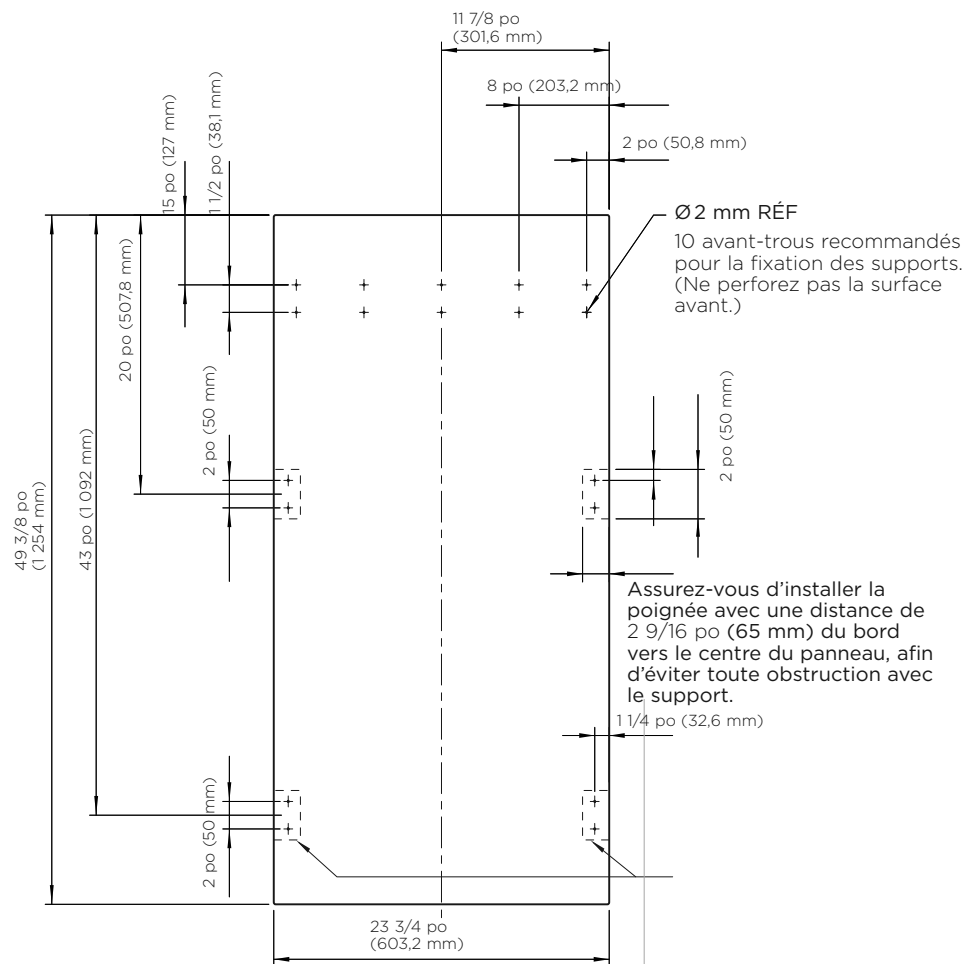 11 7/8 po
(301,6 mm)
8 po (203,2 mm)
2 po (50,8 mm)
15 po (127 mm)
1 1/2 po (38,1 mm)
Ø 2 mm RÉF
10 avant-trous recommandés
pour la fixation des supports.
(Ne perforez pas la surface
avant.)
20 po (507,8 mm)
2 po (50 mm)
2 po (50 mm)
43 po (1 092 mm)
49 3/8 po
(1 254 mm)
Assurez-vous d'installer la
poignée avec une distance de
2 9/16 po (65 mm) du bord
vers le centre du panneau, afin
d'éviter toute obstruction avec
le support.
1 1/4 po (32,6 mm)
2 po (50 mm)
23 3/4 po
(603,2 mm)